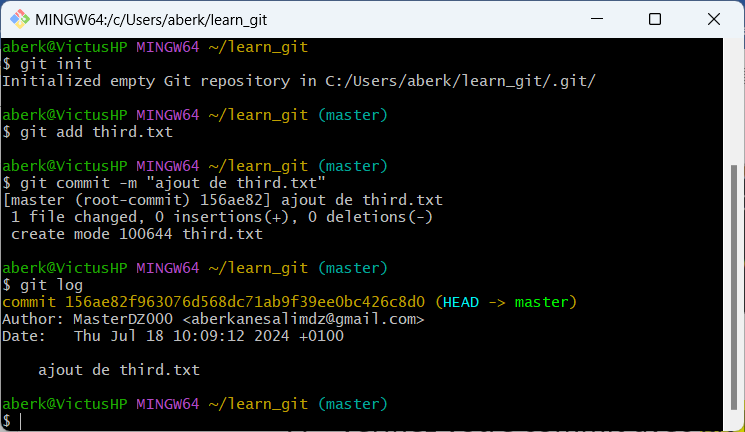 MINGW64:/c/Users/aberk/learn_git
aberk@VictusHP MINGW64 ~/learn_git
$ git init
Initialized empty Git repository in C:/Users/aberk/learn_git/.git/
aberk@VictusHP MINGW64 ~/learn_git (master)
$ git add third.txt
aberk@VictusHP MINGW64 ~/learn_git (master)
$ git commit -m "ajout de third.txt"
[master (root-commit) 156ae82] ajout de third.txt
 1 file changed, 0 insertions(+), 0 deletions(-)
 create mode 100644 third.txt
aberk@VictusHP MINGW64 ~/learn_git (master)
$ git log
commit 156ae82f963076d568dc71ab9f39ee0bc426c8d0 (HEAD -> master)
Author: MasterDZ000 <aberkanesalimdz@gmail.com>
Date:   Thu Jul 18 10:09:12 2024 +0100
    ajout de third.txt
aberk@VictusHP MINGW64 ~/learn_git (master)
$